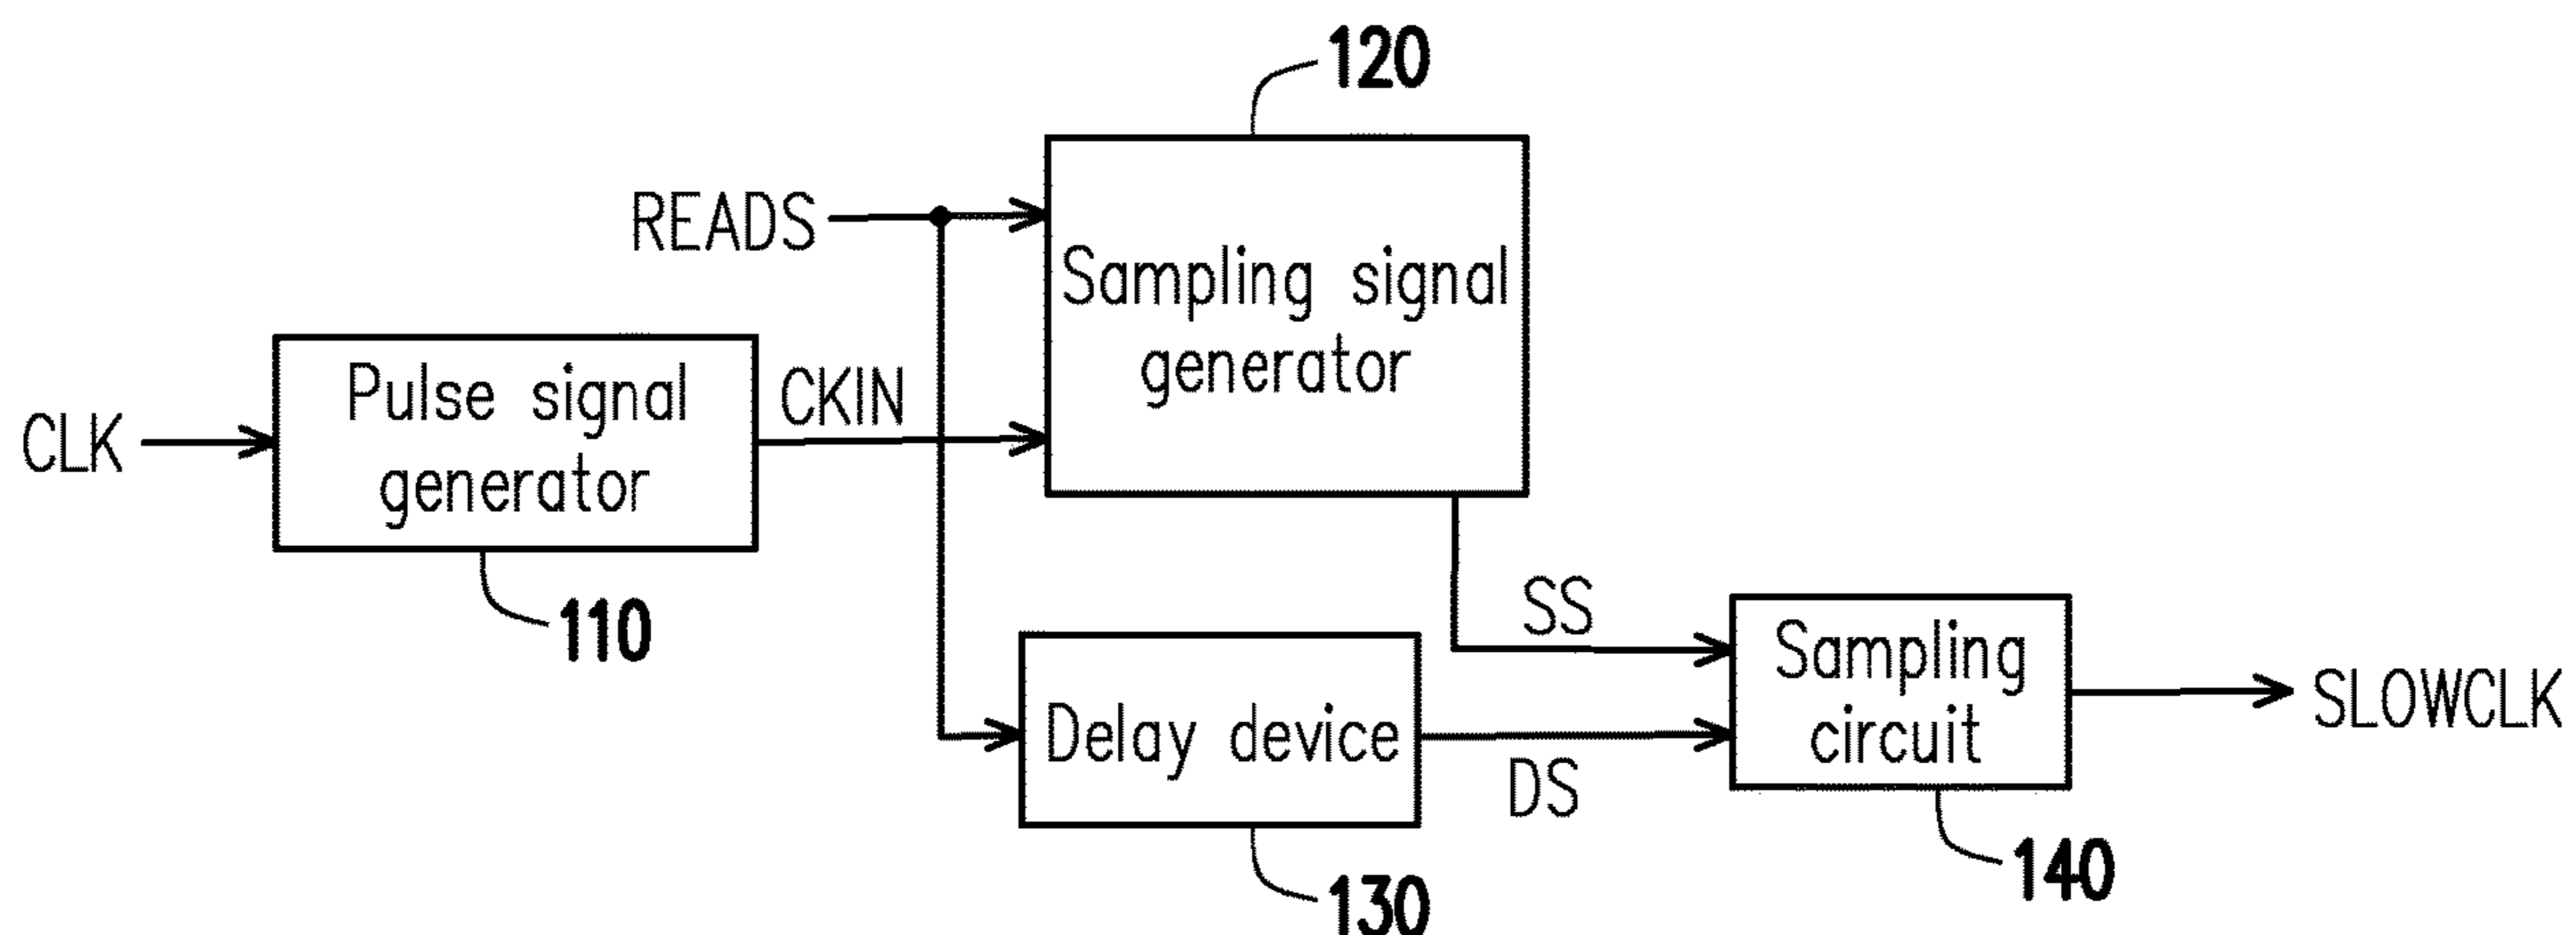 120
READS
Sampling signal
generator
CLK
Pulse signal
generator
CKIN
110
SS
DS
Delay device
130
Sampling
circuit
140
SLOWCLK